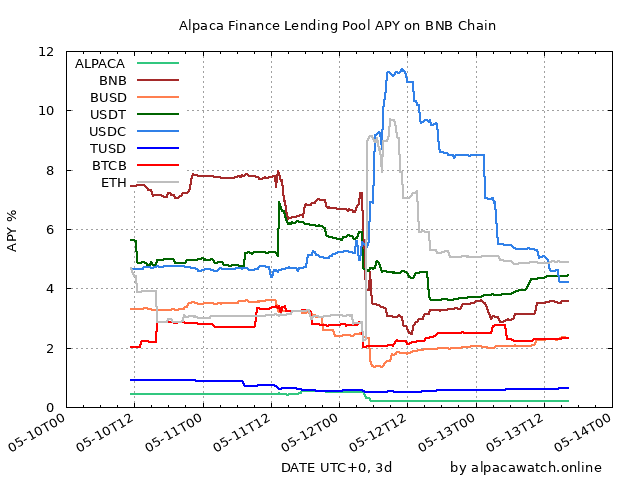 Alpaca Finance Lending Pool APY on BNB Chain
APY %
12
10
8
6
4
2
0
ALPACA
BNB
BUSD
USDT
USDC
TUSD
BTCB
ETH
05-10T00
05-10T12
05-11T00
05-11T12
05-12T00
05-12T12
05-13T00
05-13T12
05-14T00
DATE UTC+0, 3d
by alpacawatch.online